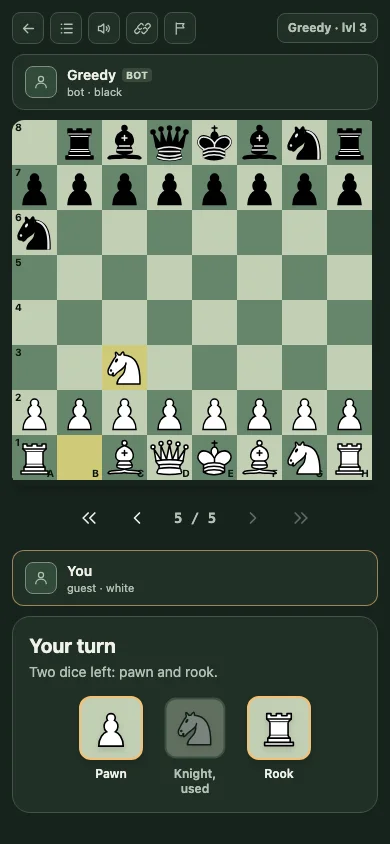 Greedy · lvl 3
Greedy BOT
bot · black
8
7
6
5
4
3
2
1
A B C D E F G H
5 / 5
You
guest · white
Your turn
Two dice left: pawn and rook.
Pawn
Knight,
used
Rook